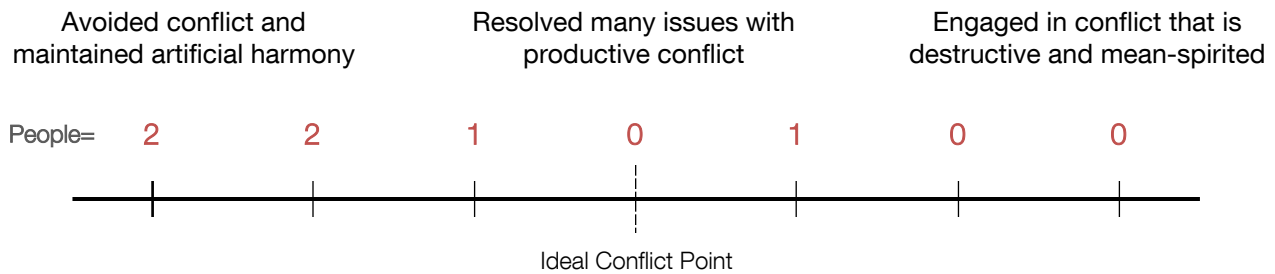 Avoided conflict and
maintained artificial harmony
Resolved many issues with
productive conflict
Engaged in conflict that is
destructive and mean-spirited
People= 2 2 1 0 1 0 0
Ideal Conflict Point